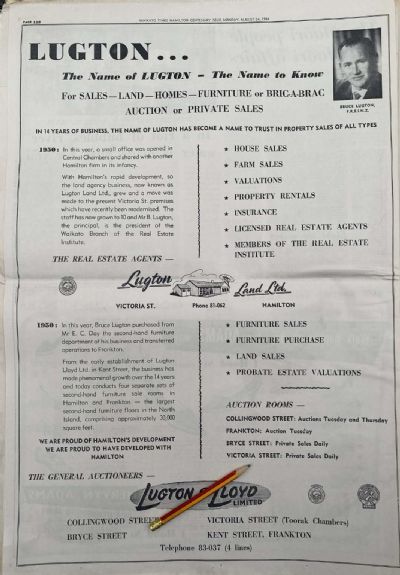 PAGE
WAIKATO TIMES HAMILTON CENTENARY ISSUE MONDAY, AUGUST 24, 1964
LUGTON...
The Name of LUGTON – The Name to Know
For SALES—LAND—HOMES—FURNITURE or BRIC-A-BRAC
AUCTION or PRIVATE SALES
BRUCE LUGTON,
F.R.E.I.N.Z.
IN 14 YEARS OF BUSINESS, THE NAME OF LUGTON HAS BECOME A NAME TO TRUST IN PROPERTY SALES OF ALL TYPES
1950: In this year, a small office was opened in
Central Chambers and shared with another
Hamilton firm in its infancy.
With Hamilton's rapid development, so
the land agency business, now known as
Lugton Land Ltd., grew and a move was
made to the present Victoria St. premises
which have recently been modernised. The
staff has now grown to 10 and Mr B. Lugton,
the principal, is the president of the
Waikato Branch of the Real Estate
Institute.
★ HOUSE SALES
★ FARM SALES
★ VALUATIONS
★ PROPERTY RENTALS
★ INSURANCE
★ LICENSED REAL ESTATE AGENTS
★ MEMBERS OF THE REAL ESTATE
INSTITUTE
THE REAL ESTATE AGENTS —
Lugton Land Ltd.
VICTORIA ST. Phone 81-062 HAMILTON
1950: In this year, Bruce Lugton purchased from
Mr E. C. Day the second-hand furniture
department of his business and transferred
operations to Frankton.
From the early establishment of Lugton
Lloyd Ltd. in Kent Street, the business has
made phenomenal growth over the 14 years
and today conducts four separate sets of
second-hand furniture sale rooms in
Hamilton and Frankton — the largest
second-hand furniture floors in the North
Island, comprising approximately 30,000
square feet.
WE ARE PROUD OF HAMILTON'S DEVELOPMENT
WE ARE PROUD TO HAVE DEVELOPED WITH
HAMILTON
★ FURNITURE SALES
★ FURNITURE PURCHASE
★ LAND SALES
★ PROBATE ESTATE VALUATIONS
AUCTION ROOMS —
COLLINGWOOD STREET: Auctions Tuesday and Thursday
FRANKTON: Auction Tuesday
BRYCE STREET: Private Sales Daily
VICTORIA STREET: Private Sales Daily
THE GENERAL AUCTIONEERS —
LUGTON LLOYD
LIMITED
COLLINGWOOD STREET VICTORIA STREET (Toorak Chambers)
BRYCE STREET KENT STREET, FRANKTON
Telephone 83-037 (4 lines)